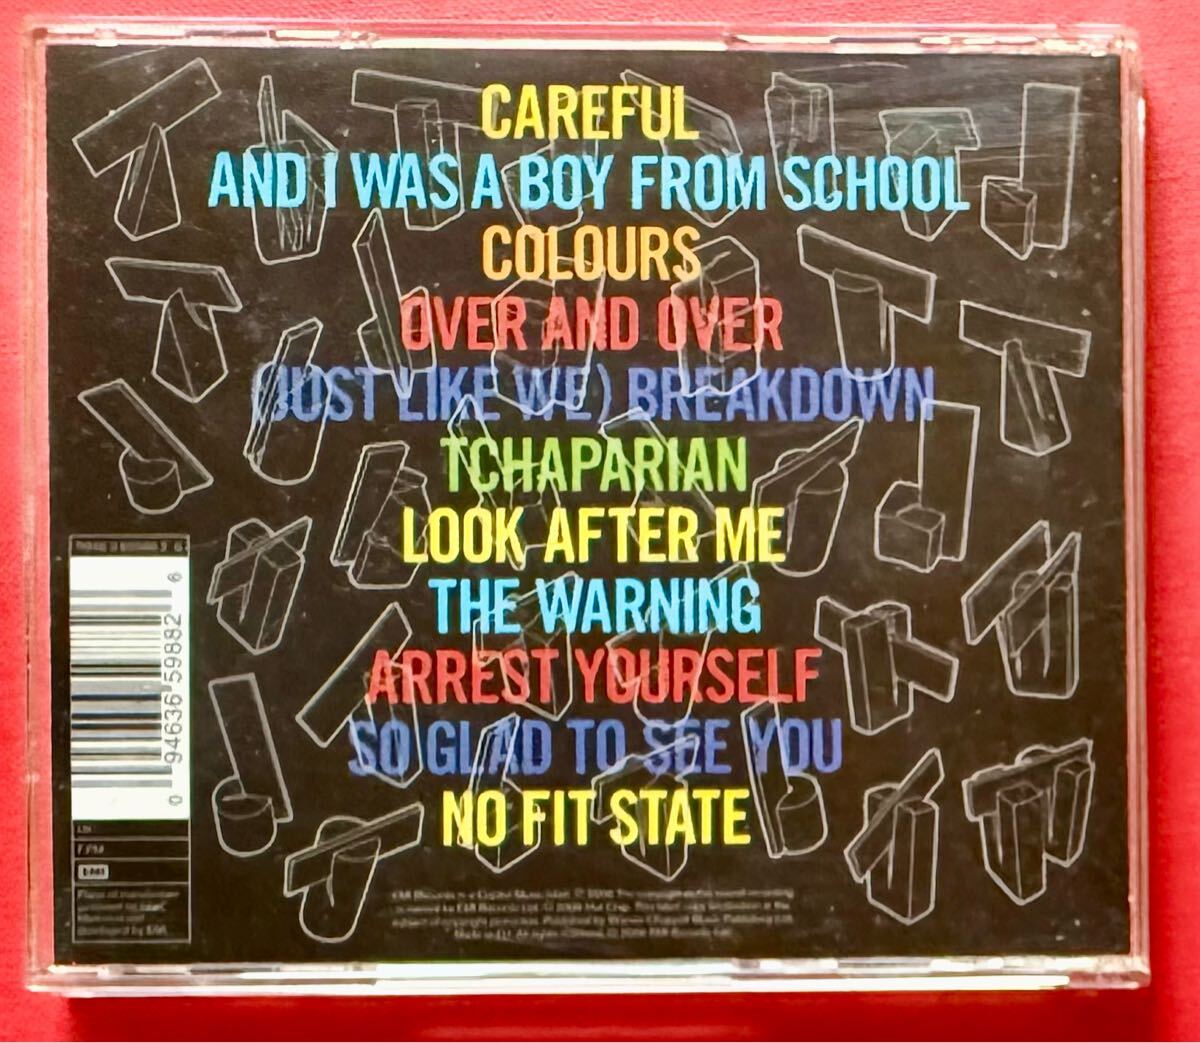 CAREFUL
AND I WAS A BOY FROM SCHOOL
COLOURS
OVER AND OVER
(JUST LIKE WE) BREAKDOWN
TCHAPARIAN
LOOK AFTER ME
THE WARNING
ARREST YOURSELF
SO GLAD TO SEE YOU
NO FIT STATE
0 94636 59882 6